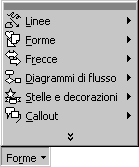 Linee
Forme
Frecce
Diagrammi di flusso
Stelle e decorazioni
Callout
Forme